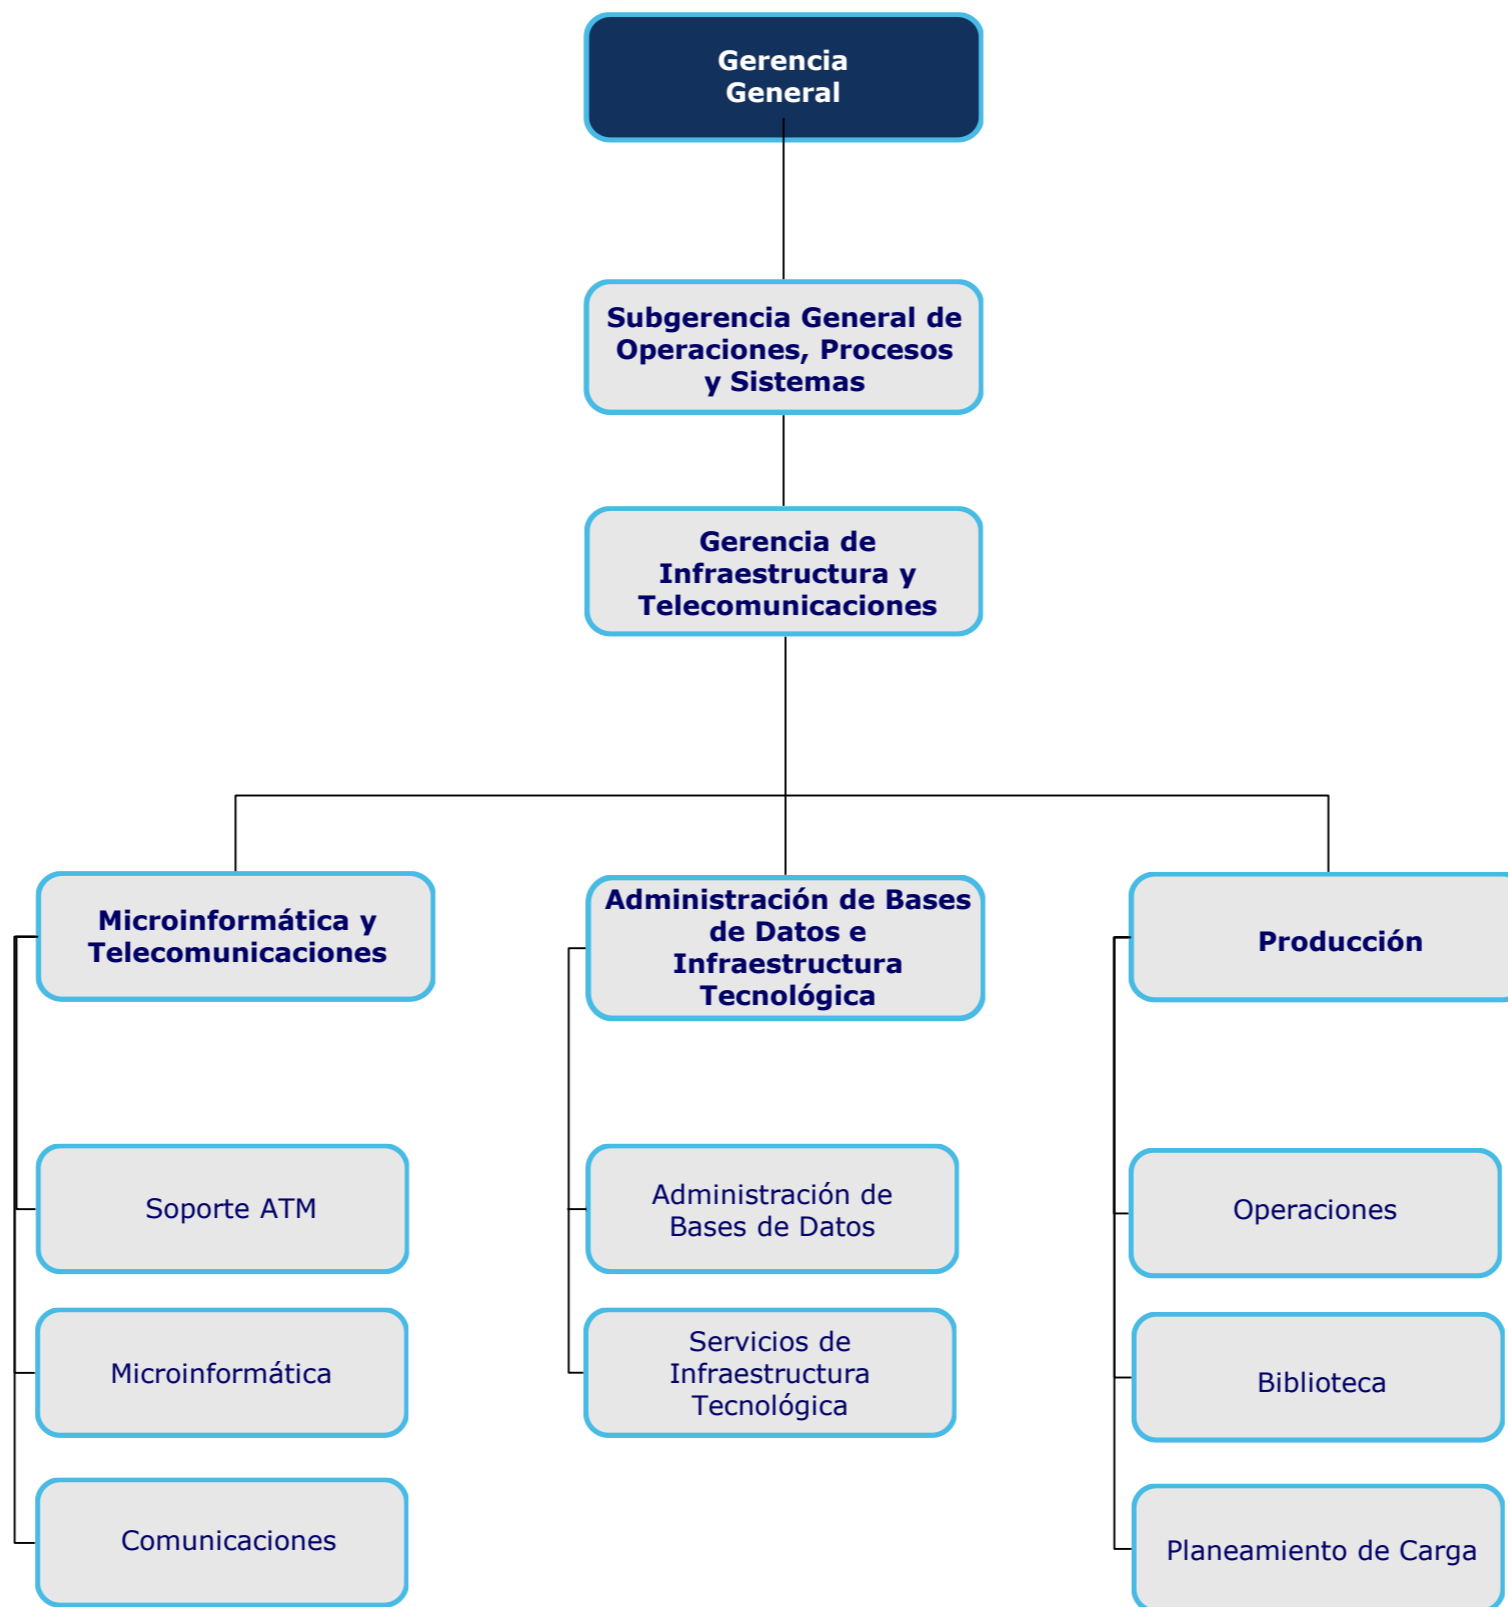 Gerencia
General
Subgerencia General de
Operaciones, Procesos
y Sistemas
Gerencia de
Infraestructura y
Telecomunicaciones
Microinformática y
Telecomunicaciones
Administración de Bases
de Datos e
Infraestructura
Tecnológica
Producción
Soporte ATM
Administración de
Bases de Datos
Operaciones
Microinformática
Servicios de
Infraestructura
Tecnológica
Biblioteca
Comunicaciones
Planeamiento de Carga